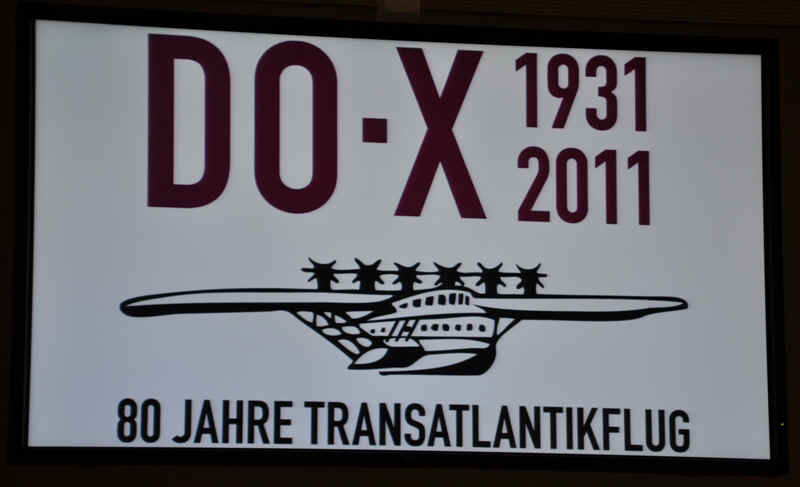 DO·X 1931
2011
80 JAHRE TRANSATLANTIKFLUG